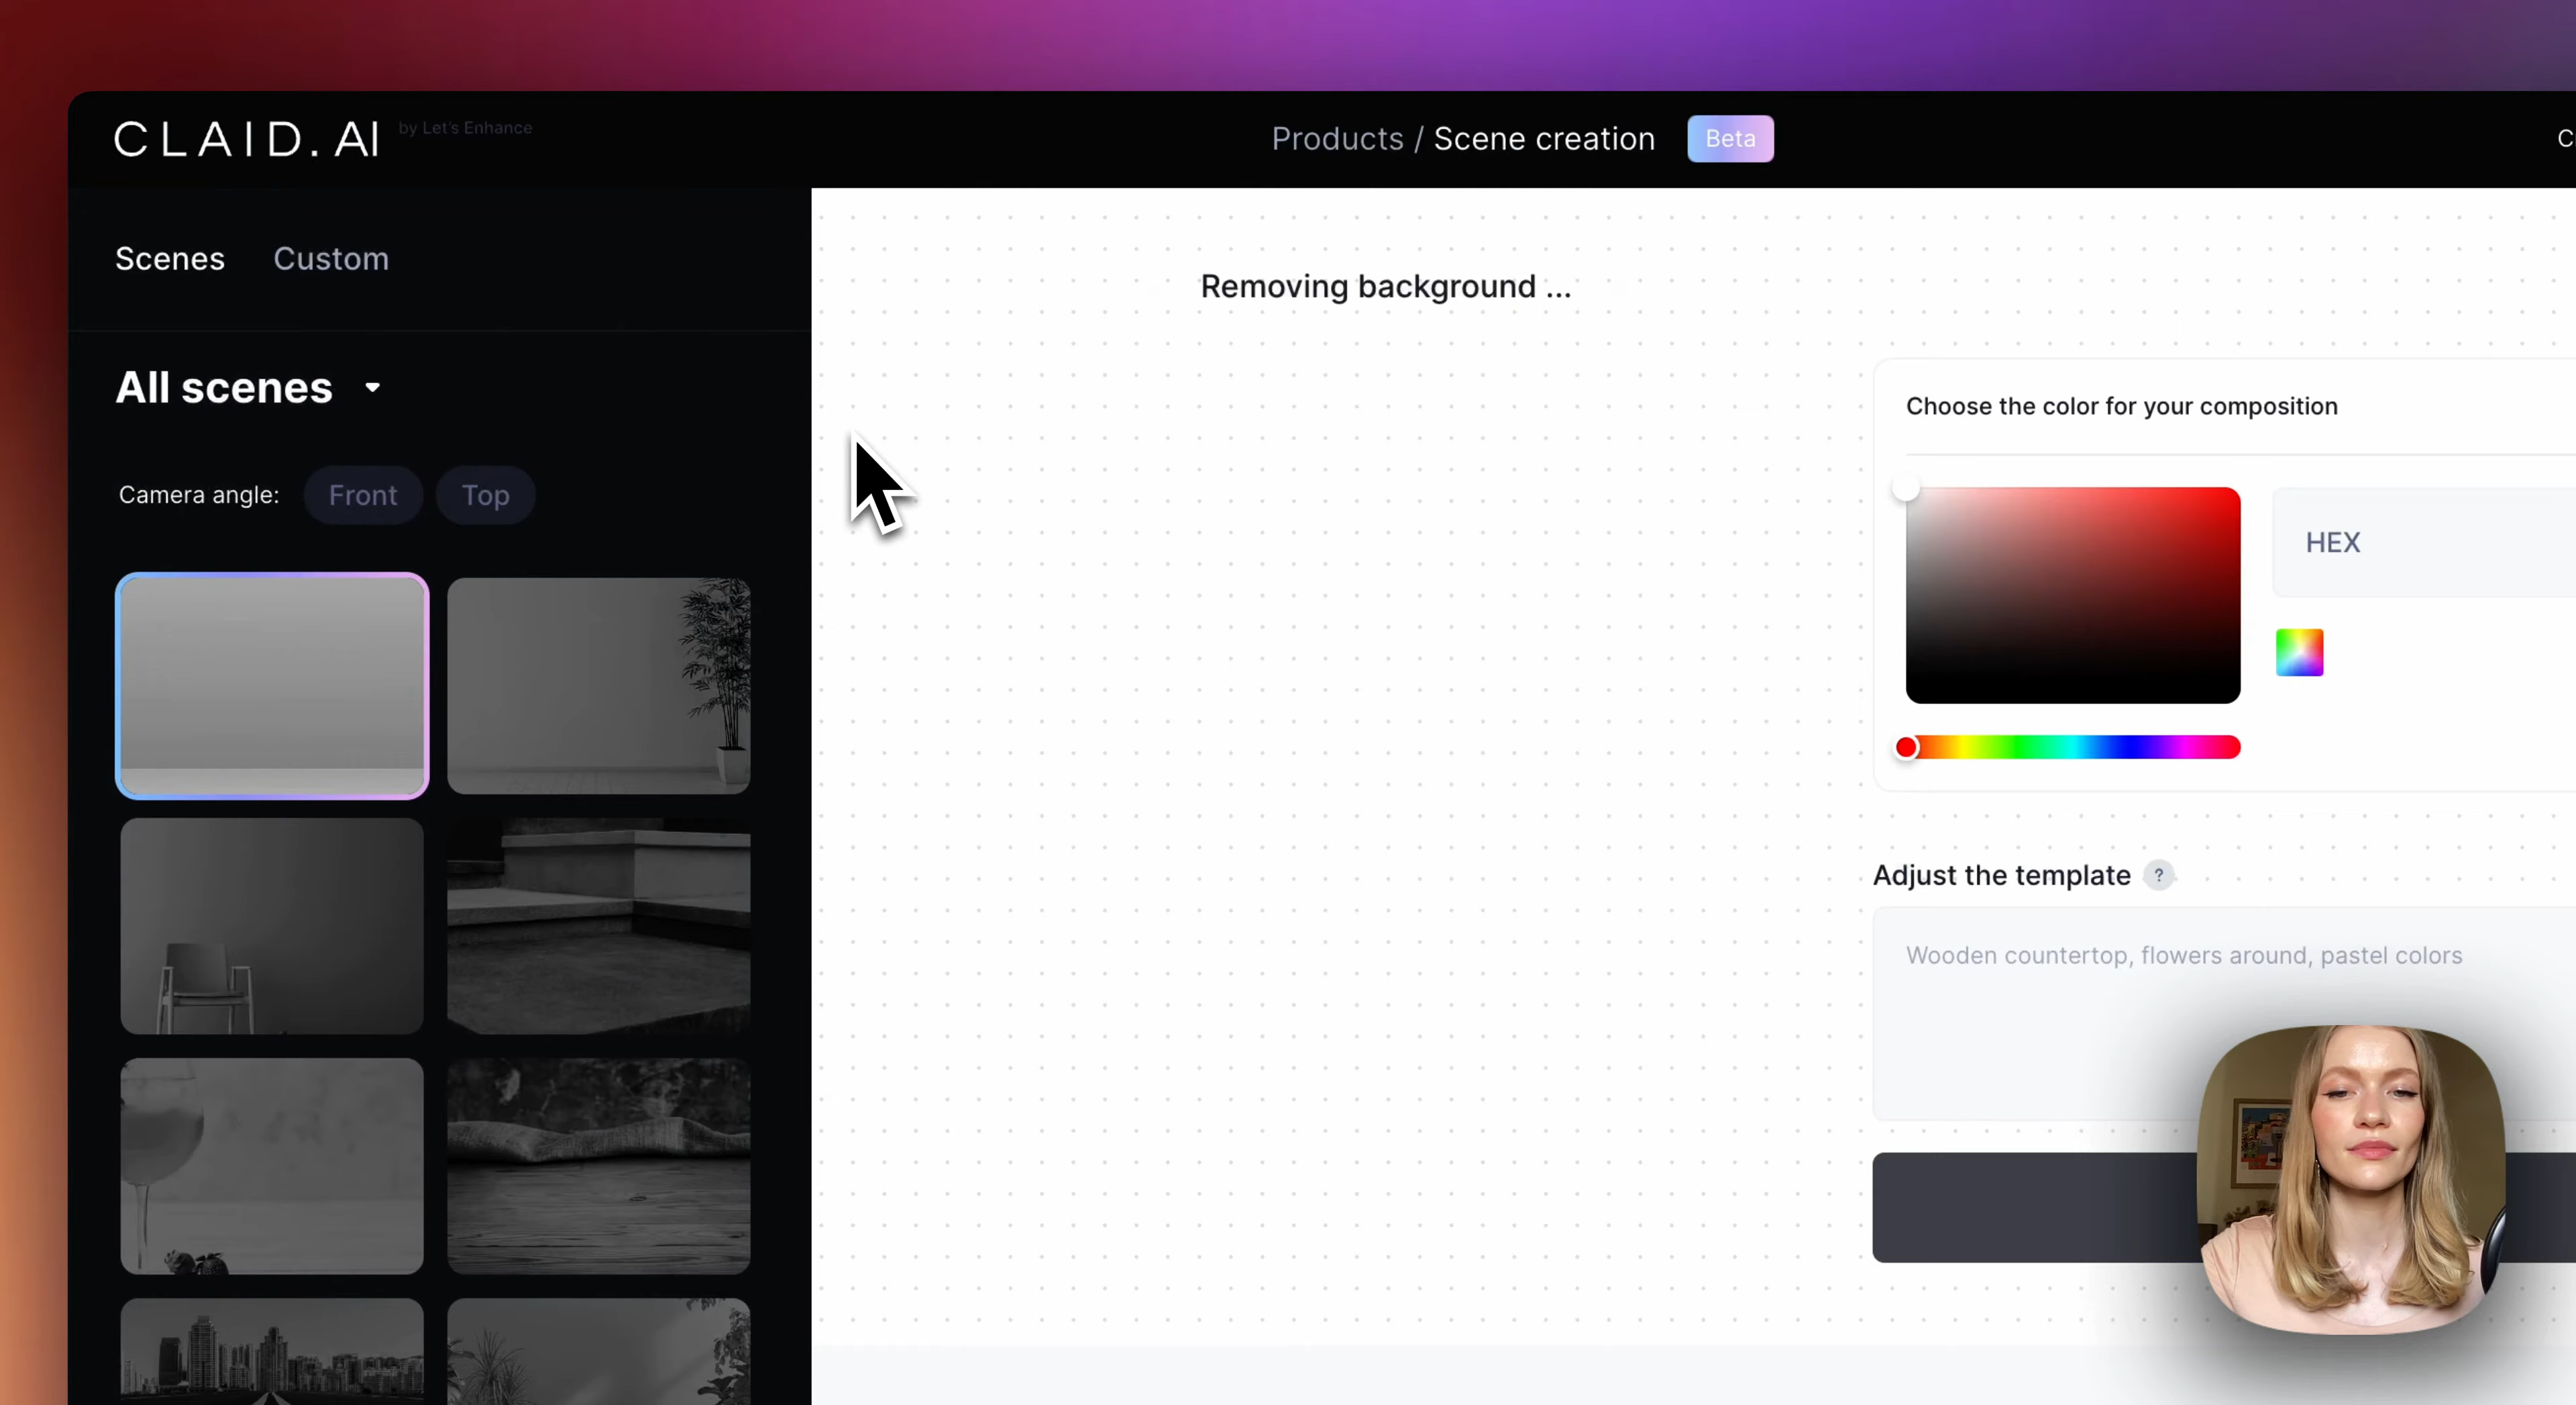 CLAID.AI by Let's Enhance
Products / Scene creation Beta
C
Scenes Custom
Removing background ...
All scenes
Choose the color for your composition
Camera angle: Front Top
HEX
Adjust the template ?
Wooden countertop, flowers around, pastel colors